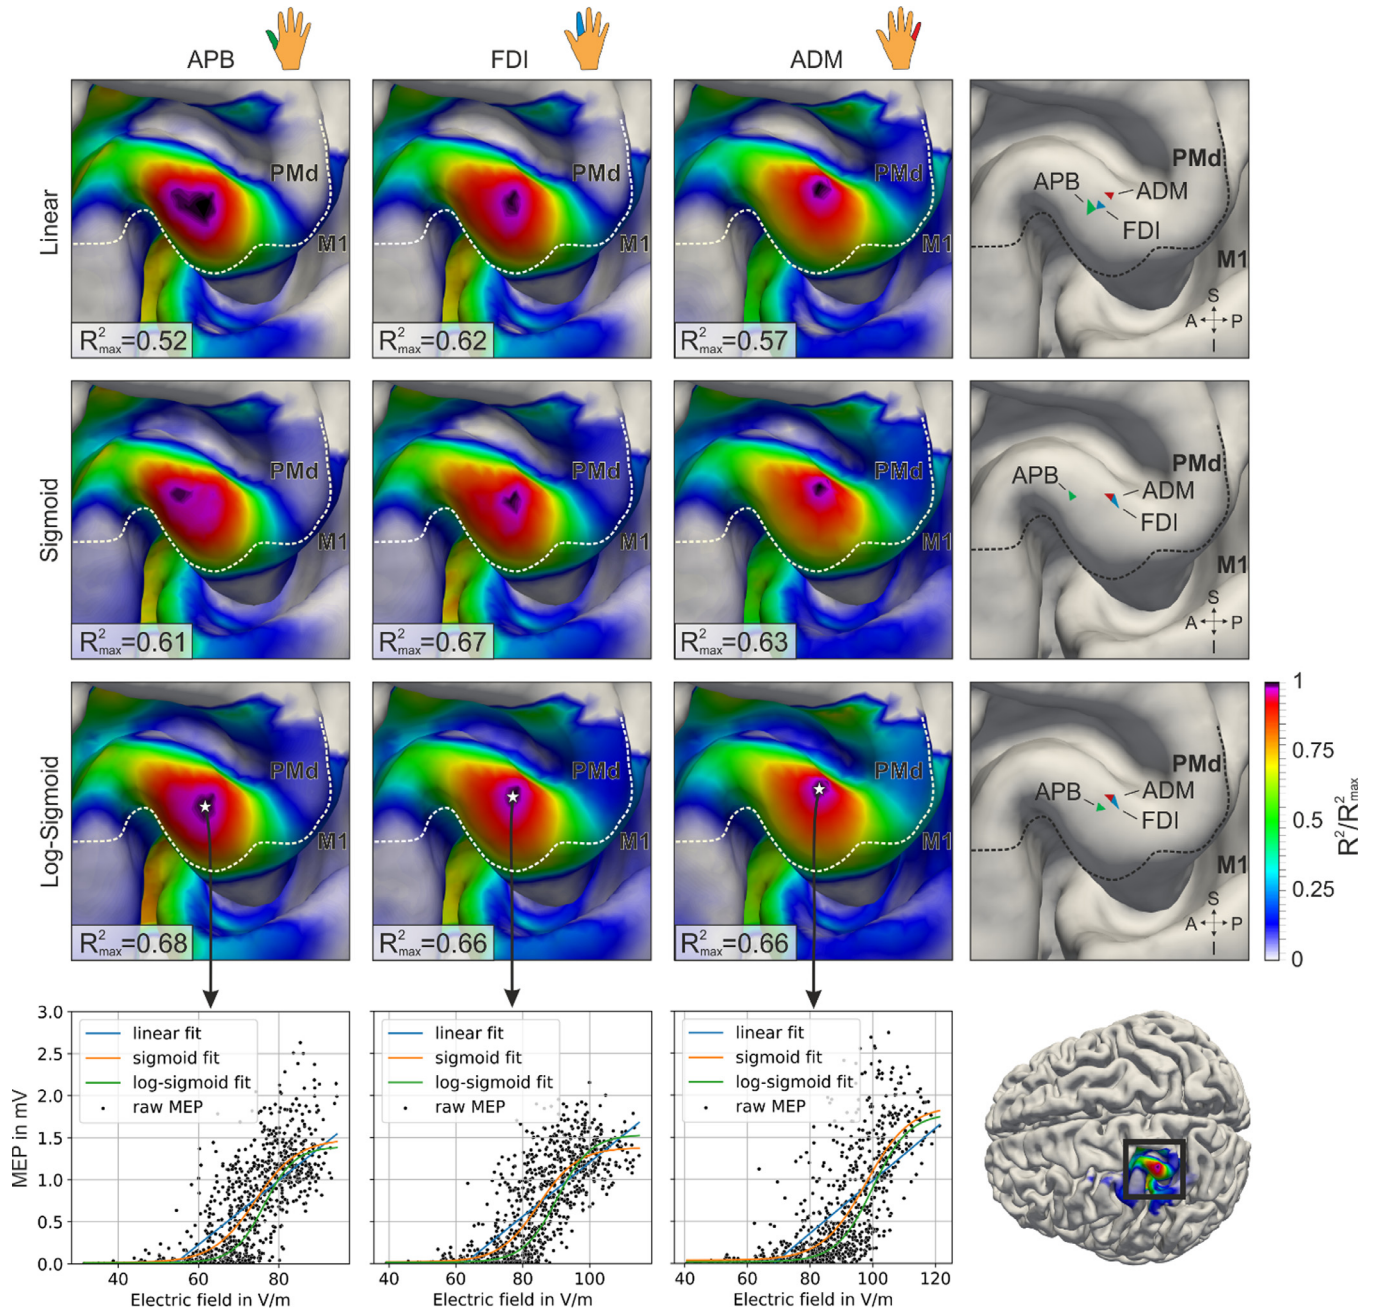 APB
FDI
ADM
Linear
PMd
M1
R²max=0.52
PMd
M1
R²max=0.62
PMd
M1
R²max=0.57
PMd
APB
ADM
FDI
M1
S
A P
I
Sigmoid
PMd
M1
R²max=0.61
PMd
M1
R²max=0.67
PMd
M1
R²max=0.63
PMd
APB
ADM
FDI
M1
S
A P
I
Log-Sigmoid
PMd
M1
R²max=0.68
PMd
M1
R²max=0.66
PMd
M1
R²max=0.66
PMd
APB
ADM
FDI
M1
S
A P
I
1
0.75
0.5
0.25
0
R²/R²max
MEP in mV
3.0
2.5
2.0
1.5
1.0
0.5
0.0
linear fit
sigmoid fit
log-sigmoid fit
raw MEP
40 60 80
Electric field in V/m
linear fit
sigmoid fit
log-sigmoid fit
raw MEP
40 60 80 100
Electric field in V/m
linear fit
sigmoid fit
log-sigmoid fit
raw MEP
40 60 80 100 120
Electric field in V/m